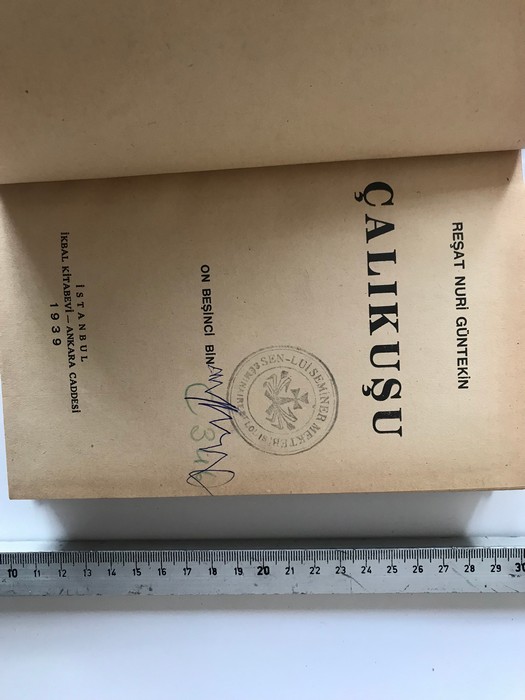 REŞAT NURİ GÜNTEKİN
ÇALIKUŞU
SEN-LUİ SEMİNER MEKTEBİ
ON BEŞİNCİ BİN
İSTANBUL
İKBAL KİTABEVİ — ANKARA CADDESİ
1939
10 11 12 13 14 15 16 17 18 19 20 21 22 23 24 25 26 27 28 29 30